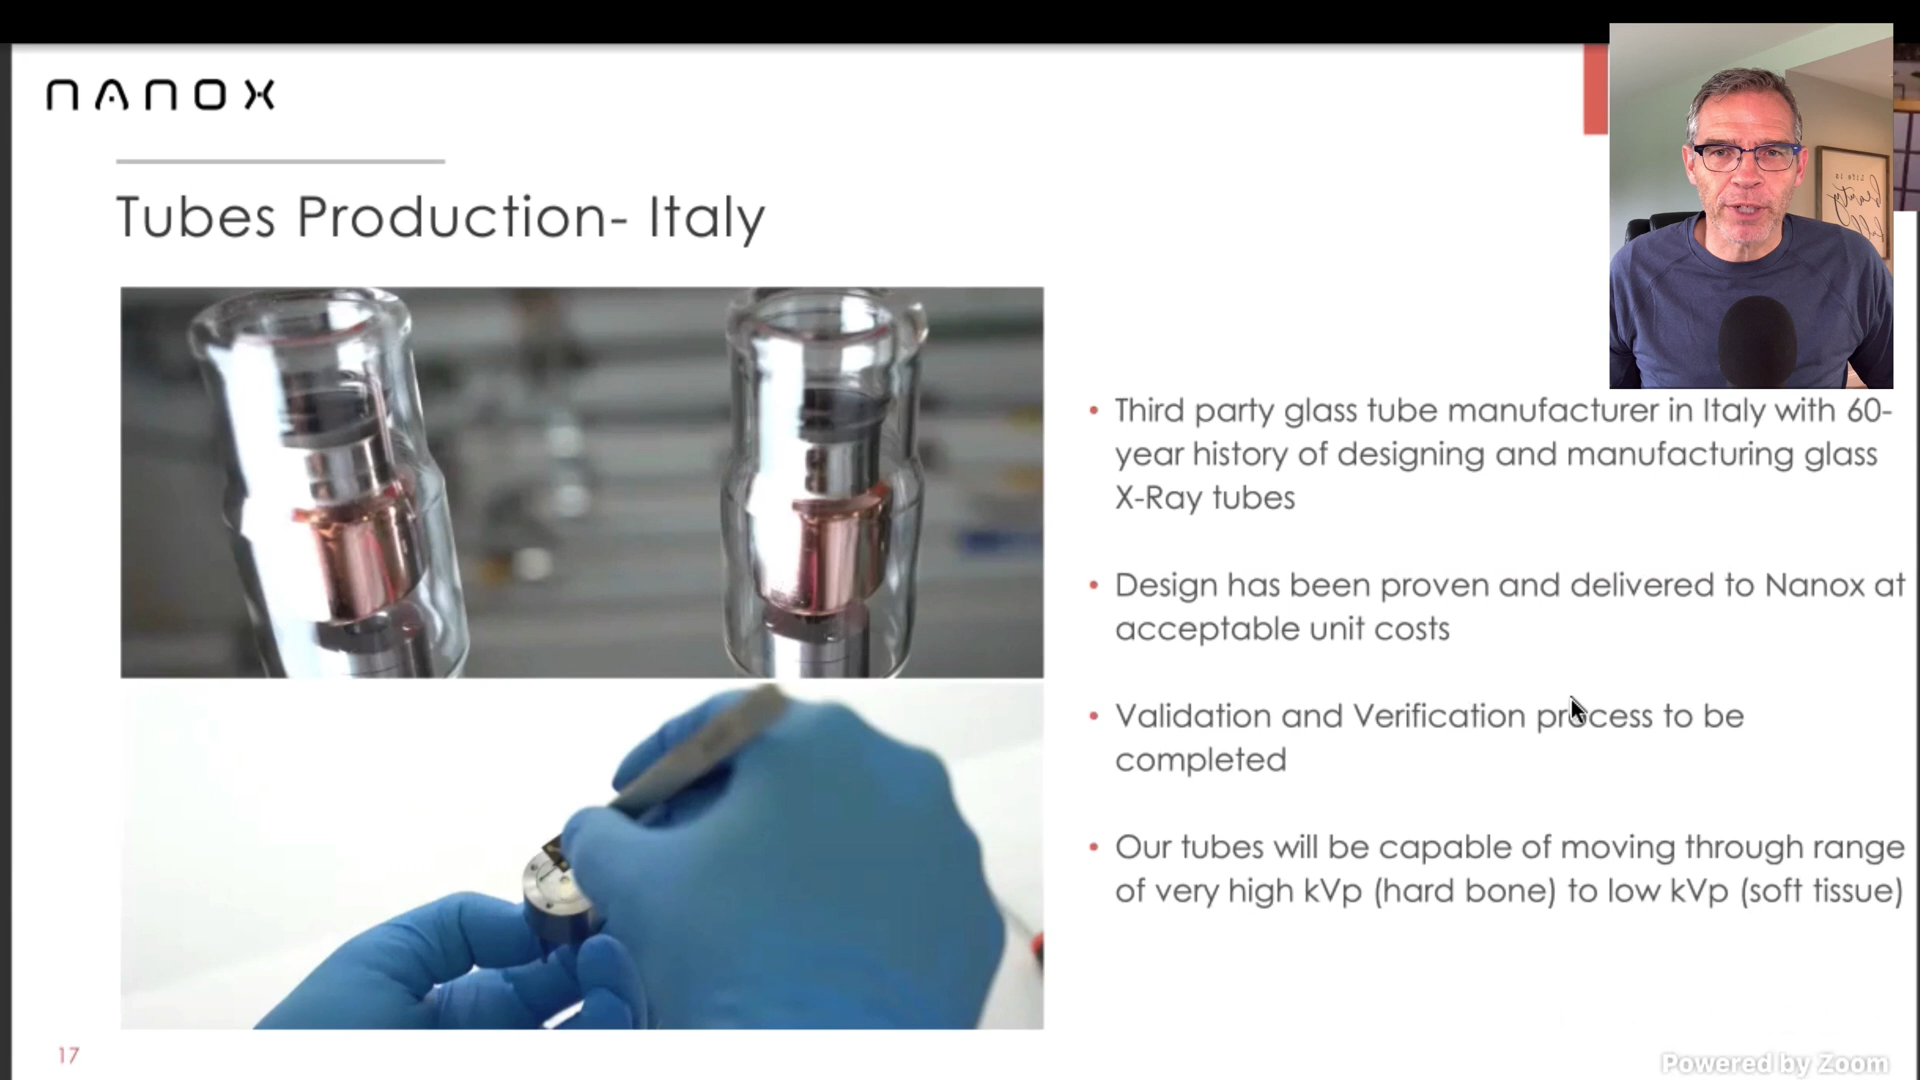 NANOX
Tubes Production- Italy
• Third party glass tube manufacturer in Italy with 60-
year history of designing and manufacturing glass
X-Ray tubes
• Design has been proven and delivered to Nanox at
acceptable unit costs
• Validation and Verification process to be
completed
• Our tubes will be capable of moving through range
of very high kVp (hard bone) to low kVp (soft tissue)
17
Powered by Zoom